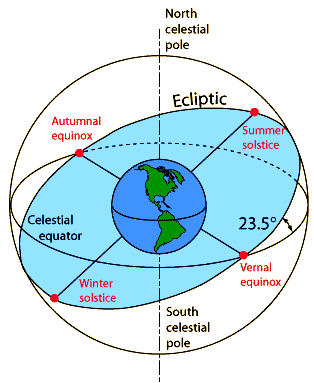 North
celestial
pole
Ecliptic
Autumnal
equinox
Summer
solstice
Celestial
equator
23.5°
Winter
solstice
Vernal
equinox
South
celestial
pole